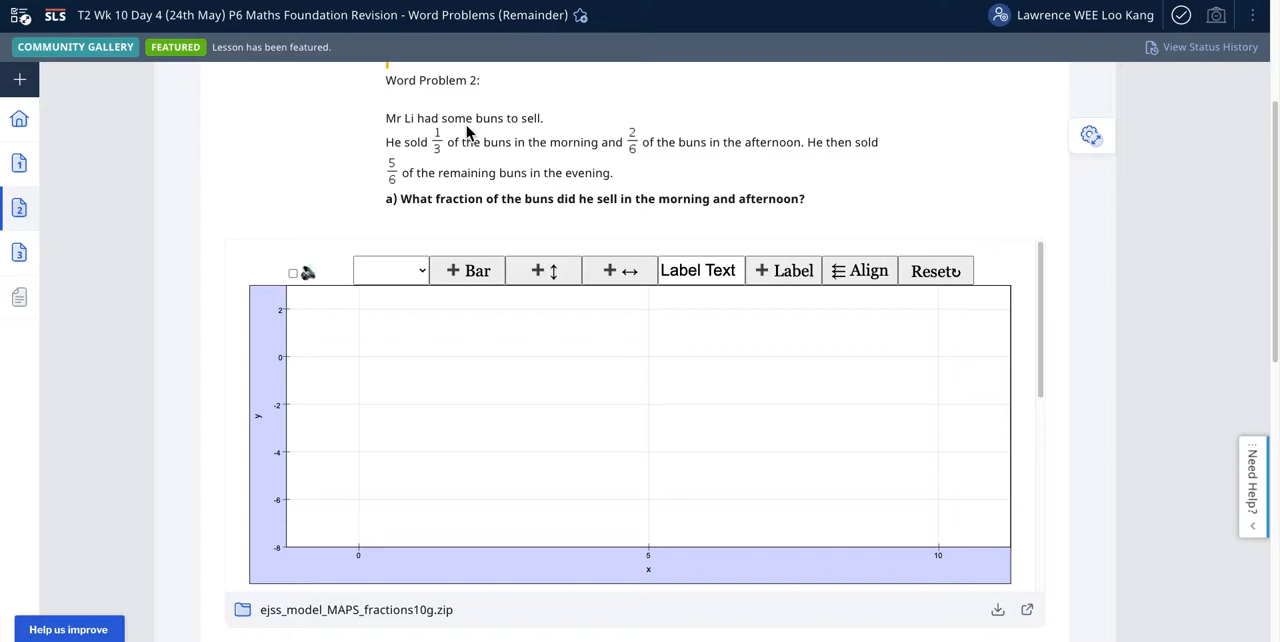 SLS T2 Wk 10 Day 4 (24th May) P6 Maths Foundation Revision - Word Problems (Remainder) Lawrence WEE Loo Kang
COMMUNITY GALLERY FEATURED Lesson has been featured. View Status History
Word Problem 2:
Mr Li had some buns to sell.
He sold 1/3 of the buns in the morning and 2/6 of the buns in the afternoon. He then sold
5/6 of the remaining buns in the evening.
a) What fraction of the buns did he sell in the morning and afternoon?
+ Bar + ↕ + ↔ Label Text + Label Align Reset↻
2
0
-2
-4
-6
-8
y
0 5 10
x
1
2
3
ejss_model_MAPS_fractions10g.zip
Need Help?
Help us improve